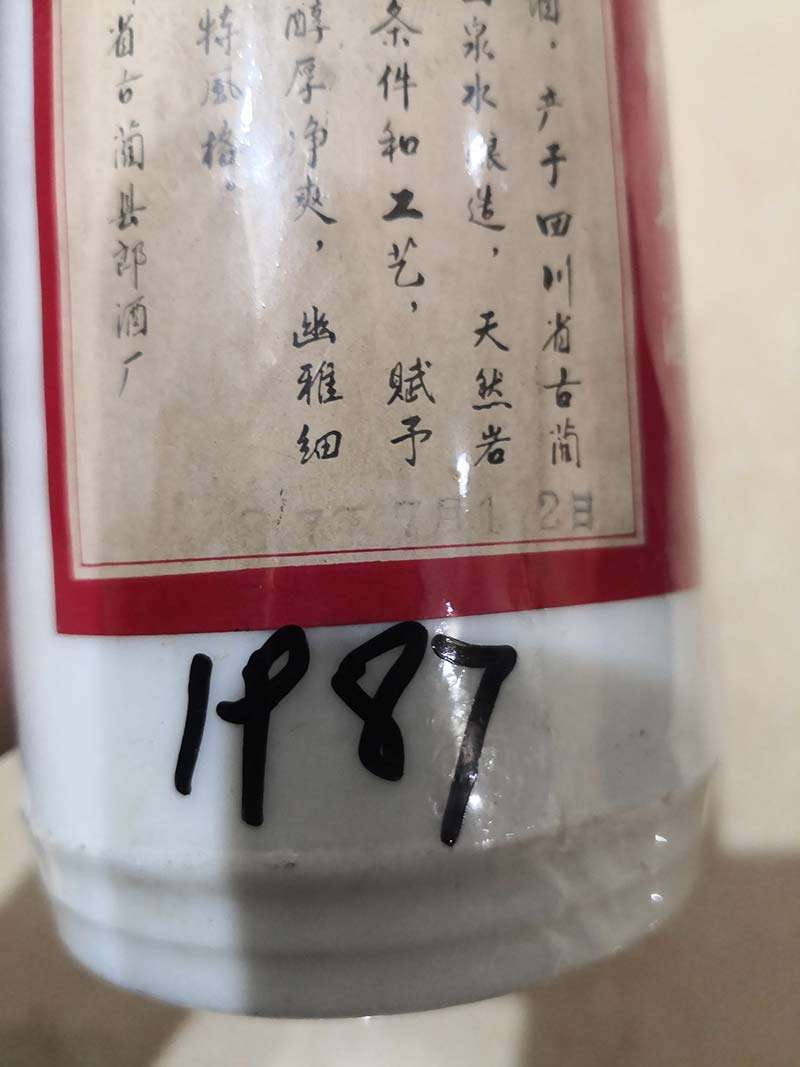 酒，产于四川省古蔺
泉水酿造，天然岩
条件和工艺，赋予
醇厚净爽，幽雅细
特風格。
省古蔺县郎酒厂
7月12日
1987